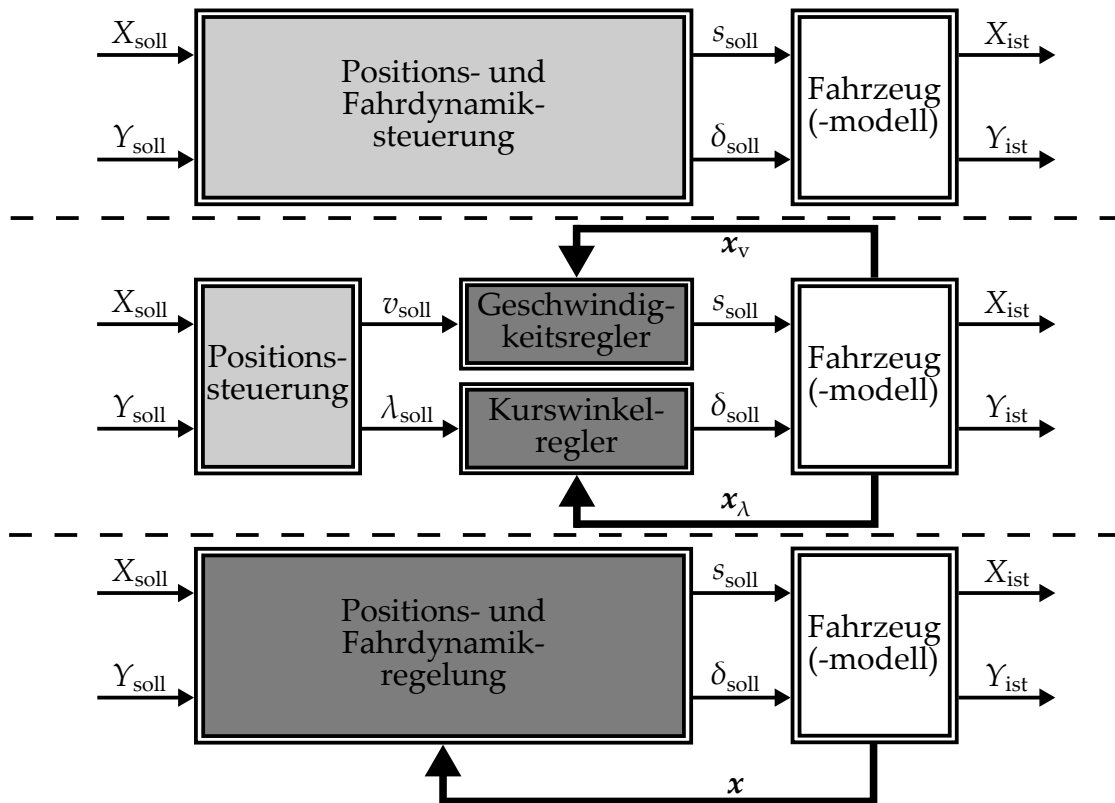 X_soll
s_soll
X_ist
Positions- und
Fahrdynamik-
steuerung
Fahrzeug
(-modell)
Y_soll
δ_soll
Y_ist
x_v
X_soll
v_soll
Geschwindig-
keitsregler
s_soll
X_ist
Positions-
steuerung
Fahrzeug
(-modell)
Y_soll
λ_soll
Kurswinkel-
regler
δ_soll
Y_ist
x_λ
X_soll
s_soll
X_ist
Positions- und
Fahrdynamik-
regelung
Fahrzeug
(-modell)
Y_soll
δ_soll
Y_ist
x